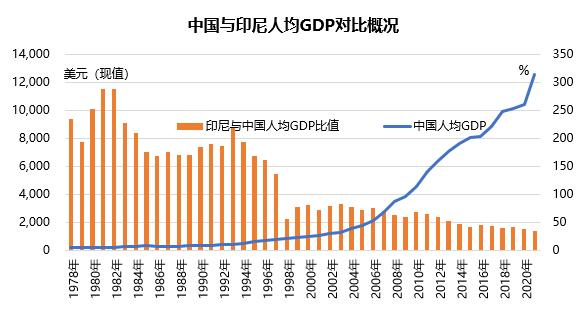 中国与印尼人均GDP对比概况
14,000
12,000
10,000
8,000
6,000
4,000
2,000
0
美元（现值）
%
350
300
250
200
150
100
50
0
印尼与中国人均GDP比值
中国人均GDP
1978年
1980年
1982年
1984年
1986年
1988年
1990年
1992年
1994年
1996年
1998年
2000年
2002年
2004年
2006年
2008年
2010年
2012年
2014年
2016年
2018年
2020年